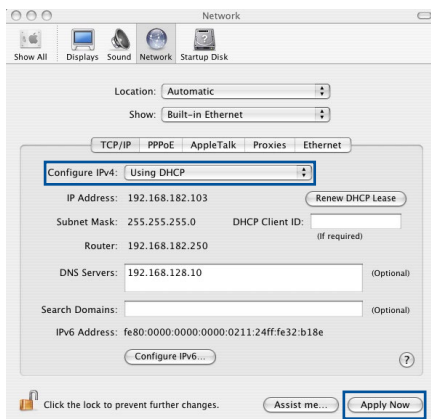 Network
Show All Displays Sound Network Startup Disk
Location: Automatic
Show: Built-in Ethernet
TCP/IP PPPoE AppleTalk Proxies Ethernet
Configure IPv4: Using DHCP
IP Address: 192.168.182.103 Renew DHCP Lease
Subnet Mask: 255.255.255.0 DHCP Client ID:
(If required)
Router: 192.168.182.250
DNS Servers: 192.168.128.10 (Optional)
Search Domains: (Optional)
IPv6 Address: fe80:0000:0000:0000:0211:24ff:fe32:b18e
Configure IPv6... ?
Click the lock to prevent further changes. Assist me... Apply Now